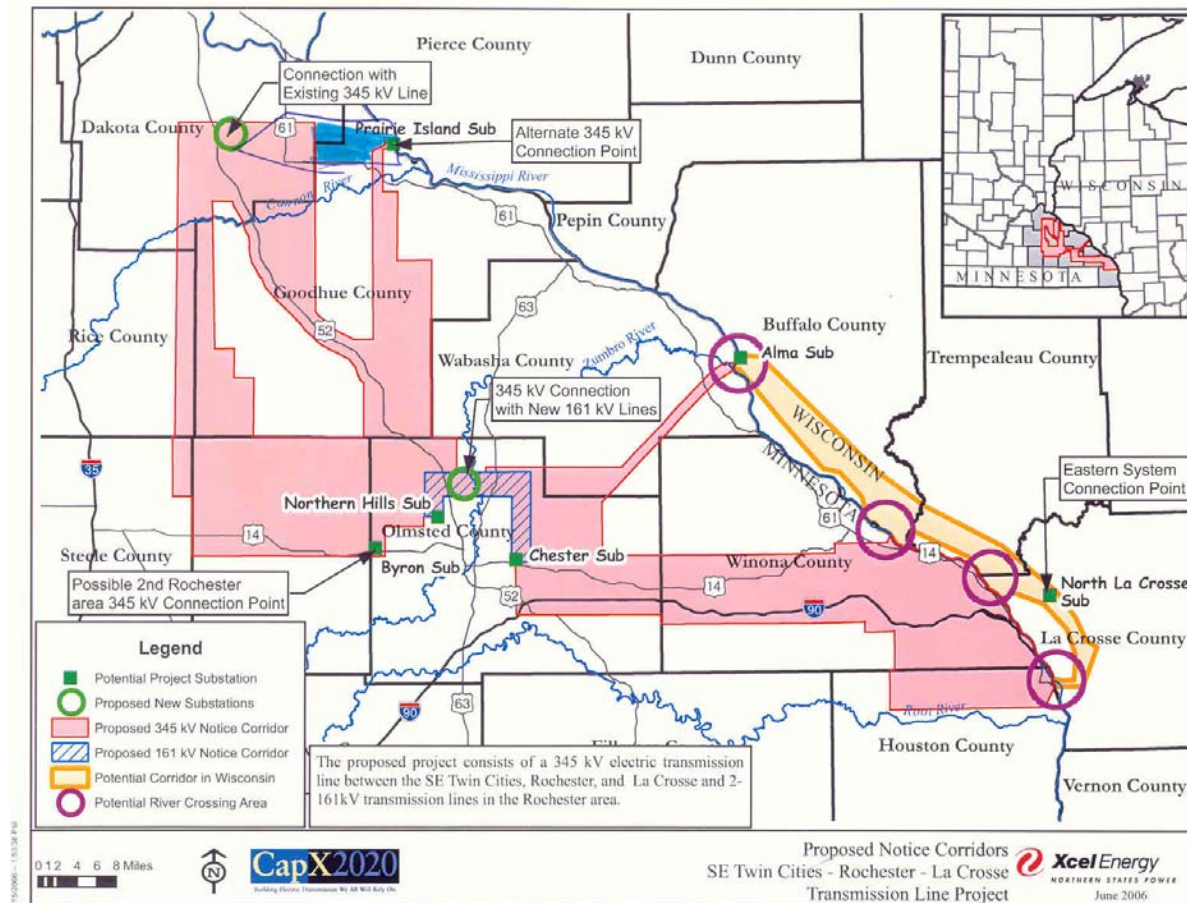 Pierce County
Dunn County
Connection with
Existing 345 kV Line
Dakota County
61
Prairie Island Sub
Alternate 345 kV
Connection Point
WISCONSIN
MINNESOTA
Cannon River
Mississippi River
61
Pepin County
Goodhue County
Rice County
52
63
Wabasha County
Zumbro River
Buffalo County
Alma Sub
Trempealeau County
345 kV Connection
with New 161 kV Lines
WISCONSIN
MINNESOTA
35
Eastern System
Connection Point
Northern Hills Sub
Olmsted County
61
14
Steele County
14
Byron Sub
Chester Sub
Winona County
Possible 2nd Rochester
area 345 kV Connection Point
14
52
90
North La Crosse
Sub
La Crosse County
Legend
Potential Project Substation
Proposed New Substations
Proposed 345 kV Notice Corridor
Proposed 161 kV Notice Corridor
Potential Corridor in Wisconsin
Potential River Crossing Area
90
63
Root River
Houston County
Vernon County
The proposed project consists of a 345 kV electric transmission
line between the SE Twin Cities, Rochester, and La Crosse and 2-
161kV transmission lines in the Rochester area.
0 1 2 4 6 8 Miles
N
CapX2020
Building Electric Transmission We All Will Rely On
Proposed Notice Corridors
SE Twin Cities - Rochester - La Crosse
Transmission Line Project
Xcel Energy
NORTHERN STATES POWER
June 2006